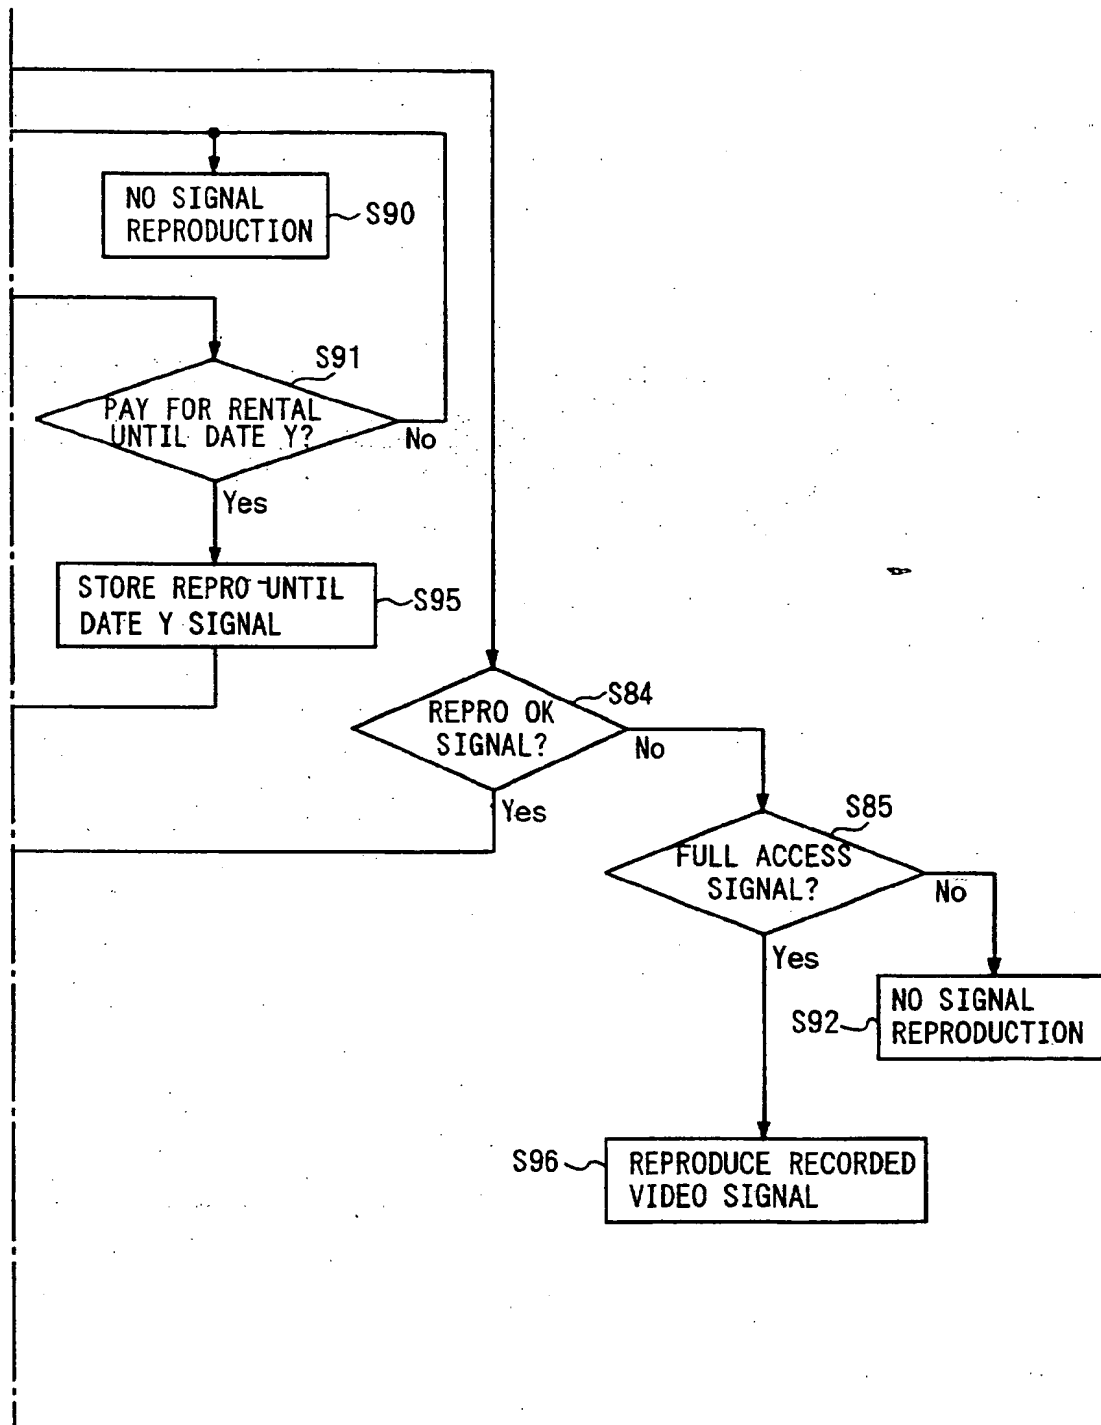 NO SIGNAL
REPRODUCTION
S90
S91
PAY FOR RENTAL
UNTIL DATE Y?
No
Yes
STORE REPRO-UNTIL
DATE Y SIGNAL
S95
S84
REPRO OK
SIGNAL?
No
Yes
S85
FULL ACCESS
SIGNAL?
No
Yes
NO SIGNAL
REPRODUCTION
S92
S96
REPRODUCE RECORDED
VIDEO SIGNAL